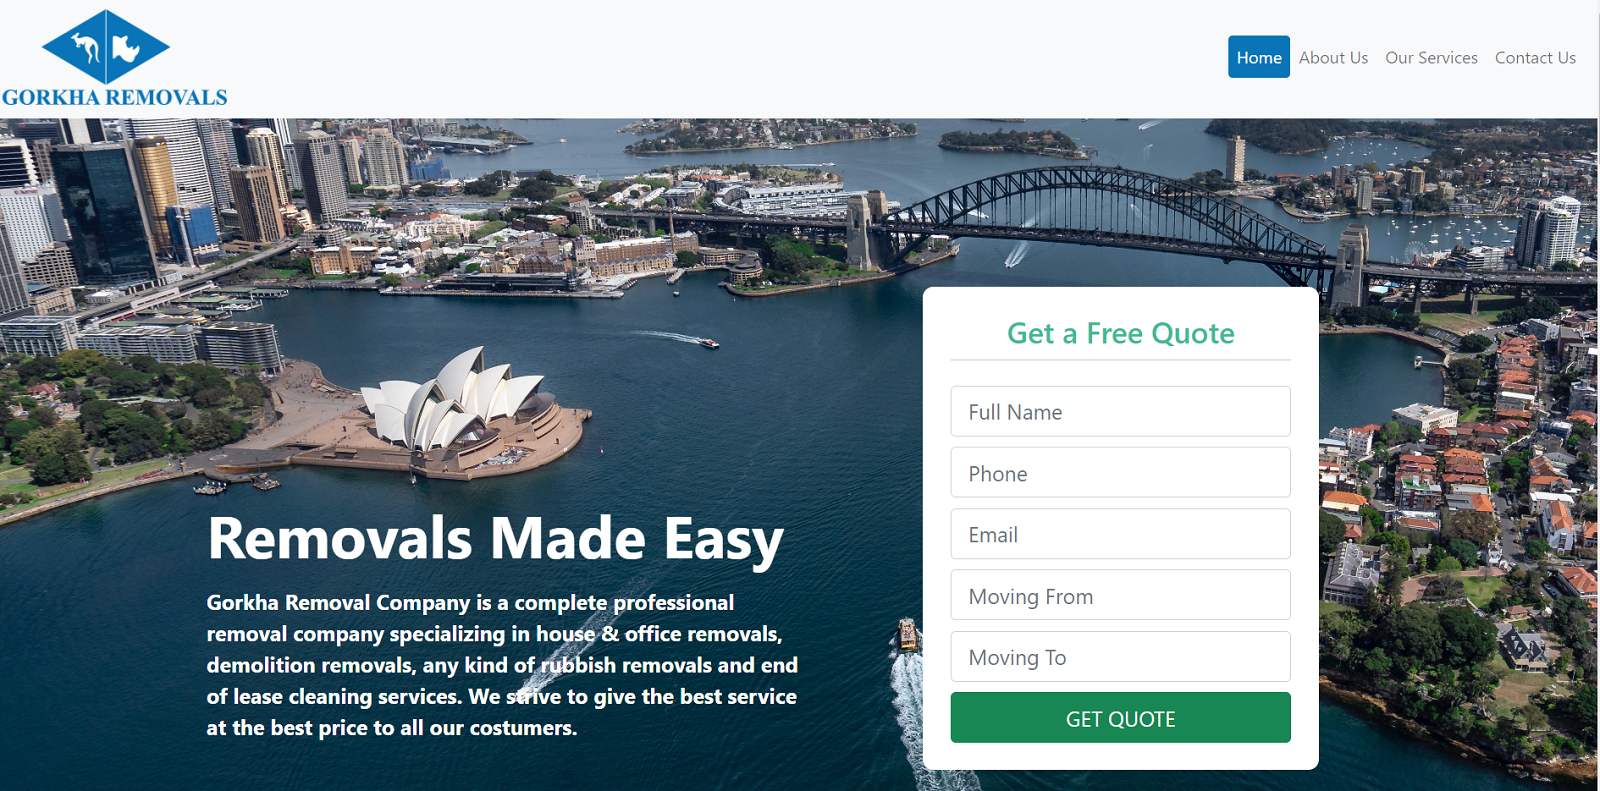 GORKHA REMOVALS
Home About Us Our Services Contact Us
Get a Free Quote
Full Name
Phone
Email
Moving From
Moving To
GET QUOTE
Removals Made Easy
Gorkha Removal Company is a complete professional
removal company specializing in house & office removals,
demolition removals, any kind of rubbish removals and end
of lease cleaning services. We strive to give the best service
at the best price to all our costumers.